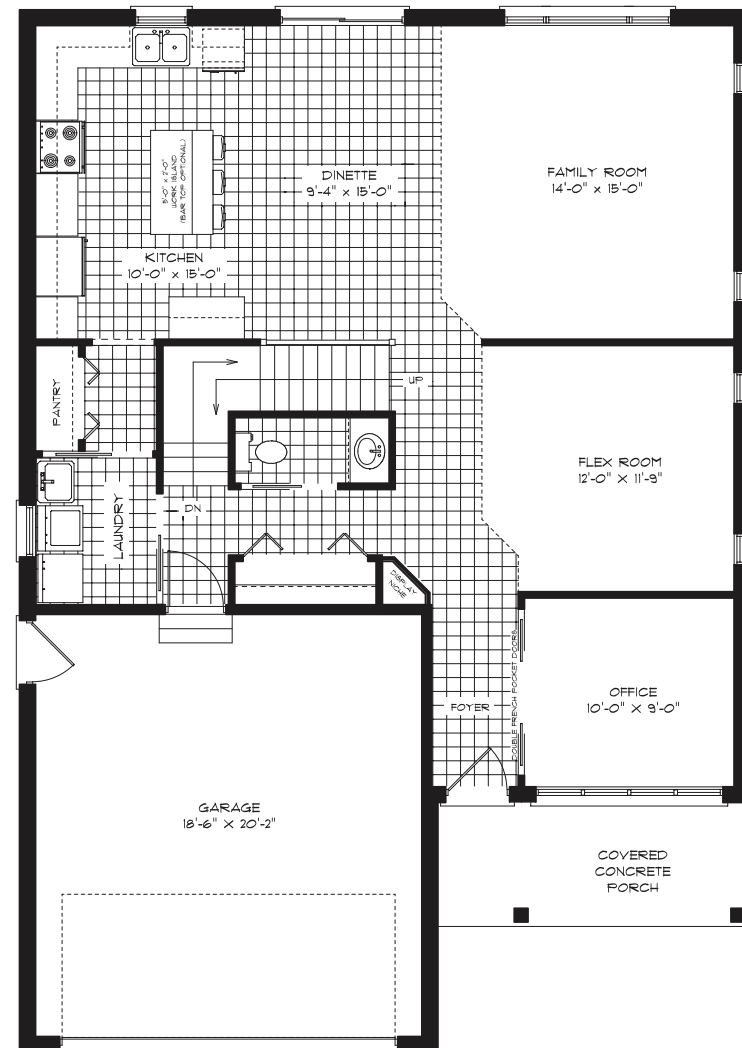 DINETTE
9'-4" x 15'-0"
FAMILY ROOM
14'-0" x 15'-0"
5'-0" x 2'-0"
WORK ISLAND
(BAR TOP OPTIONAL)
KITCHEN
10'-0" x 15'-0"
PANTRY
UP
FLEX ROOM
12'-0" X 11'-9"
LAUNDRY
DN
DISPLAY
NICHE
DOUBLE FRENCH POCKET DOORS
OFFICE
10'-0" X 9'-0"
FOYER
GARAGE
18'-6" X 20'-2"
COVERED
CONCRETE
PORCH